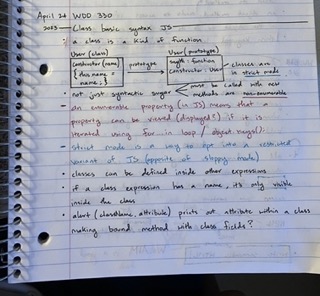 April 24 WDD 330
Class basic syntax JS
a class is a kind of function
User (class)
User (prototype)
constructor (name)
{ this.name =
name; }
prototype
sayHi: function
constructor: User
classes are
in strict mode
not just syntactic sugar
must be called with new
methods are non-enumerable
an enumerable property (in JS) means that a
property can be viewed (displayed?) if it is
iterated using for...in loop / object.
strict mode is a way to opt into a restricted
variant of JS (opposite of sloppy mode)
classes can be defined inside other expressions
if a class expression has a name, it's only visible
inside the class
alert (className.attribute) prints out attribute within a class
making bound method with class fields?